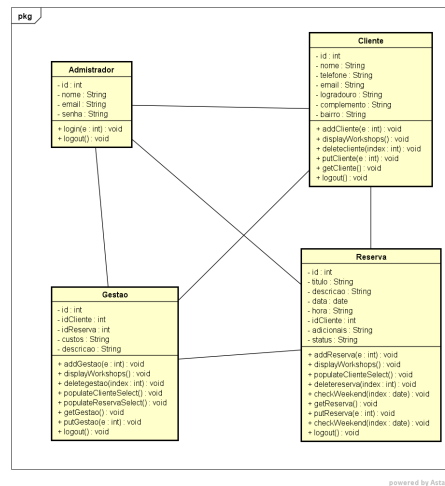 pkg
Cliente
- id : int
- nome : String
- telefone : String
- email : String
- logradouro : String
- complemento : String
- bairro : String
+ addCliente(e : int) : void
+ displayWorkshops() : void
+ deletecliente(index : int) : void
+ putCliente(e : int) : void
+ getCliente() : void
+ logout() : void
Admistrador
- id : int
- nome : String
- email : String
- senha : String
+ login(e : int) : void
+ logout() : void
Reserva
- id : int
- titulo : String
- descricao : String
- data : date
- hora : String
- idCliente : int
- adicionais : String
- status : String
+ addReserva(e : int) : void
+ displayWorkshops() : void
+ populateClienteSelect() : void
+ deletereserva(index : int) : void
+ checkWeekend(index : date) : void
+ getReserva() : void
+ putReserva(e : int) : void
+ checkWeekend(index : date) : void
+ logout() : void
Gestao
- id : int
- idCliente : int
- idReserva : int
- custos : String
- descricao : String
+ addGestao(e : int) : void
+ displayWorkshops() : void
+ deletegestao(index : int) : void
+ populateClienteSelect() : void
+ populateReservaSelect() : void
+ getGestao() : void
+ putGestao(e : int) : void
+ logout() : void
powered by Asta